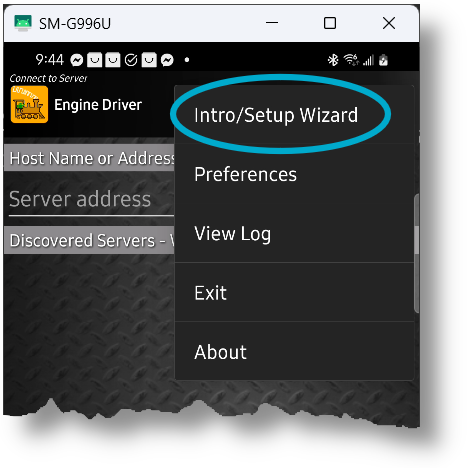 SM-G996U
9:44
Connect to Server
Engine Driver
Intro/Setup Wizard
Host Name or Address
Preferences
Server address
View Log
Discovered Servers -
Exit
About